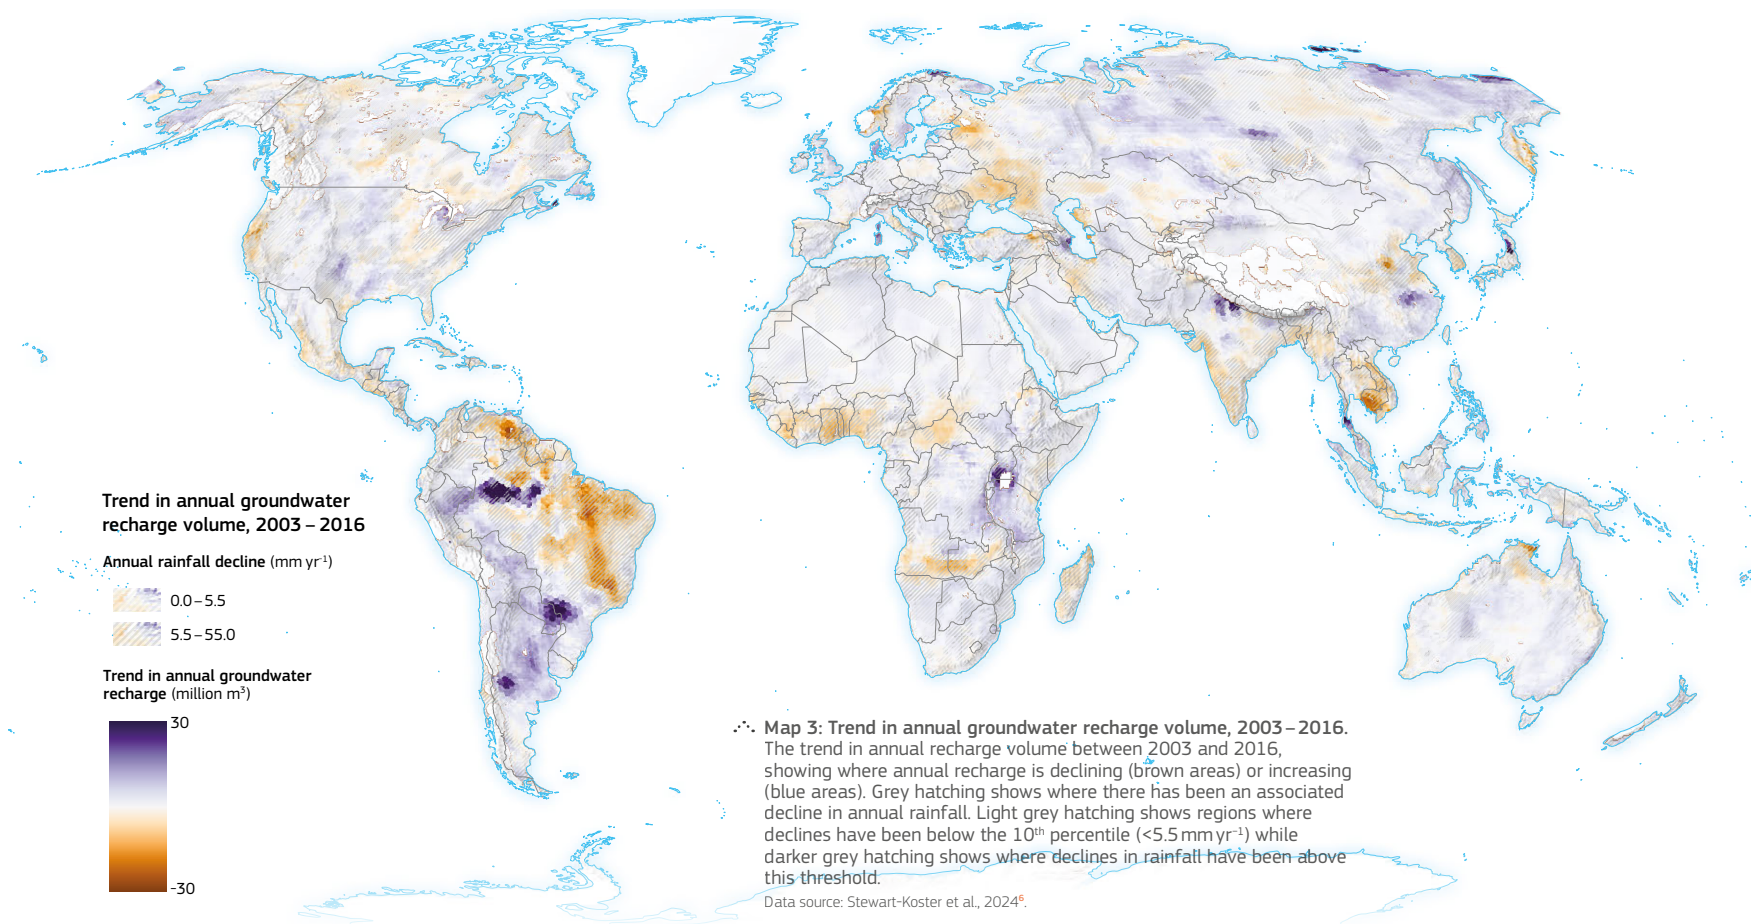 Trend in annual groundwater
recharge volume, 2003 – 2016
Annual rainfall decline (mm yr⁻¹)
0.0 – 5.5
5.5 – 55.0
Trend in annual groundwater
recharge (million m³)
30
-30
Map 3: Trend in annual groundwater recharge volume, 2003 – 2016.
The trend in annual recharge volume between 2003 and 2016,
showing where annual recharge is declining (brown areas) or increasing
(blue areas). Grey hatching shows where there has been an associated
decline in annual rainfall. Light grey hatching shows regions where
declines have been below the 10th percentile (<5.5 mm yr⁻¹) while
darker grey hatching shows where declines in rainfall have been above
this threshold.
Data source: Stewart-Koster et al., 2024⁶.